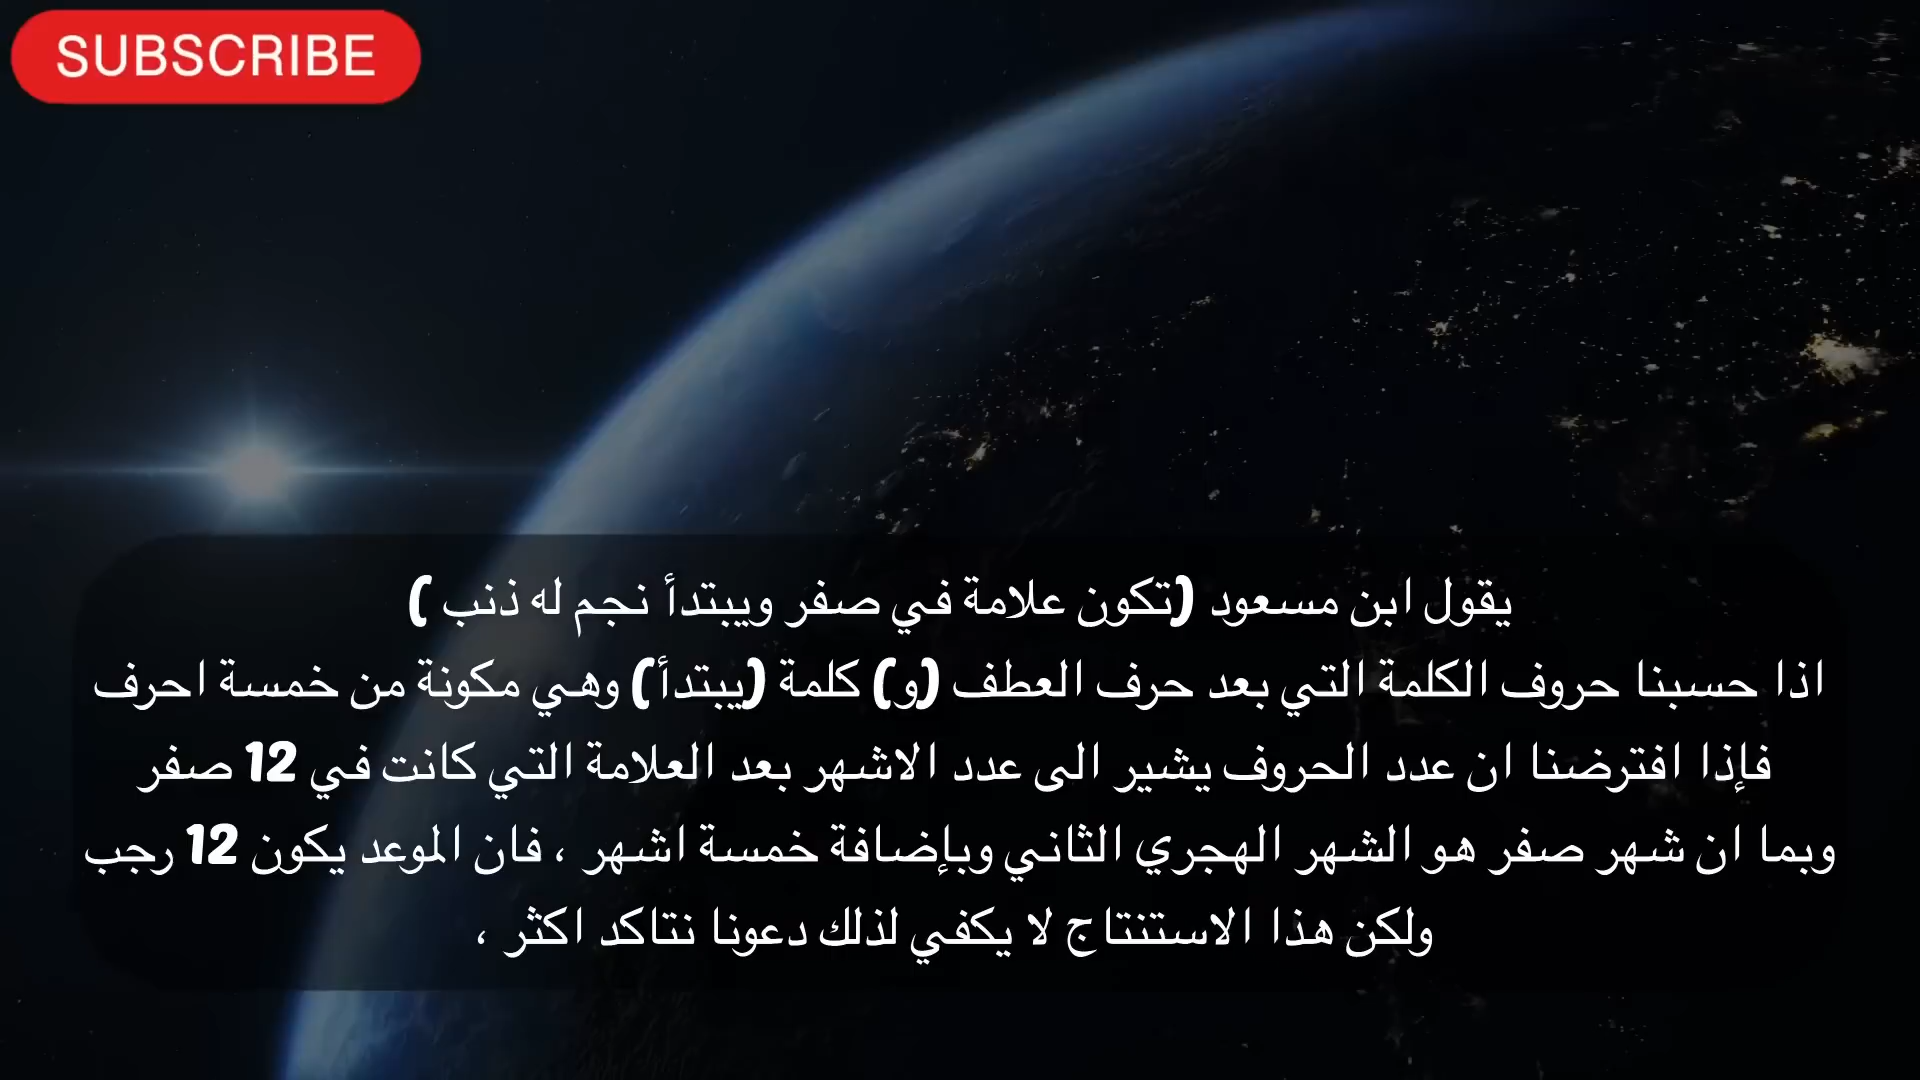 SUBSCRIBE
يقول ابن مسعود (تكون علامة في صفر ويبتدأ نجم له ذنب )
اذا حسبنا حروف الكلمة التي بعد حرف العطف (و) كلمة (يبتدأ) وهي مكونة من خمسة احرف
فإذا افترضنا ان عدد الحروف يشير الى عدد الاشهر بعد العلامة التي كانت في 12 صفر
وبما ان شهر صفر هو الشهر الهجري الثاني وبإضافة خمسة اشهر ، فان الموعد يكون 12 رجب
ولكن هذا الاستنتاج لا يكفي لذلك دعونا نتاكد اكثر ،